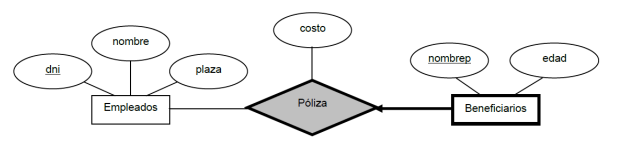 costo
nombre
nombrep
edad
dni
plaza
Empleados
Póliza
Beneficiarios